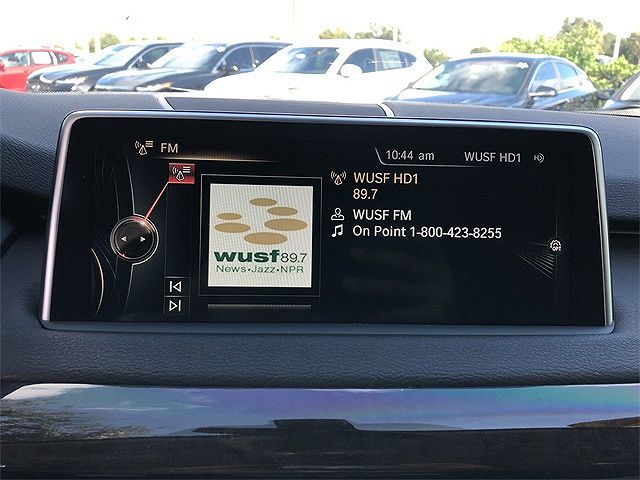 FM
10:44 am WUSF HD1
WUSF HD1
89.7
WUSF FM
On Point 1-800-423-8255
wusf 89.7
News•Jazz•NPR
OFF